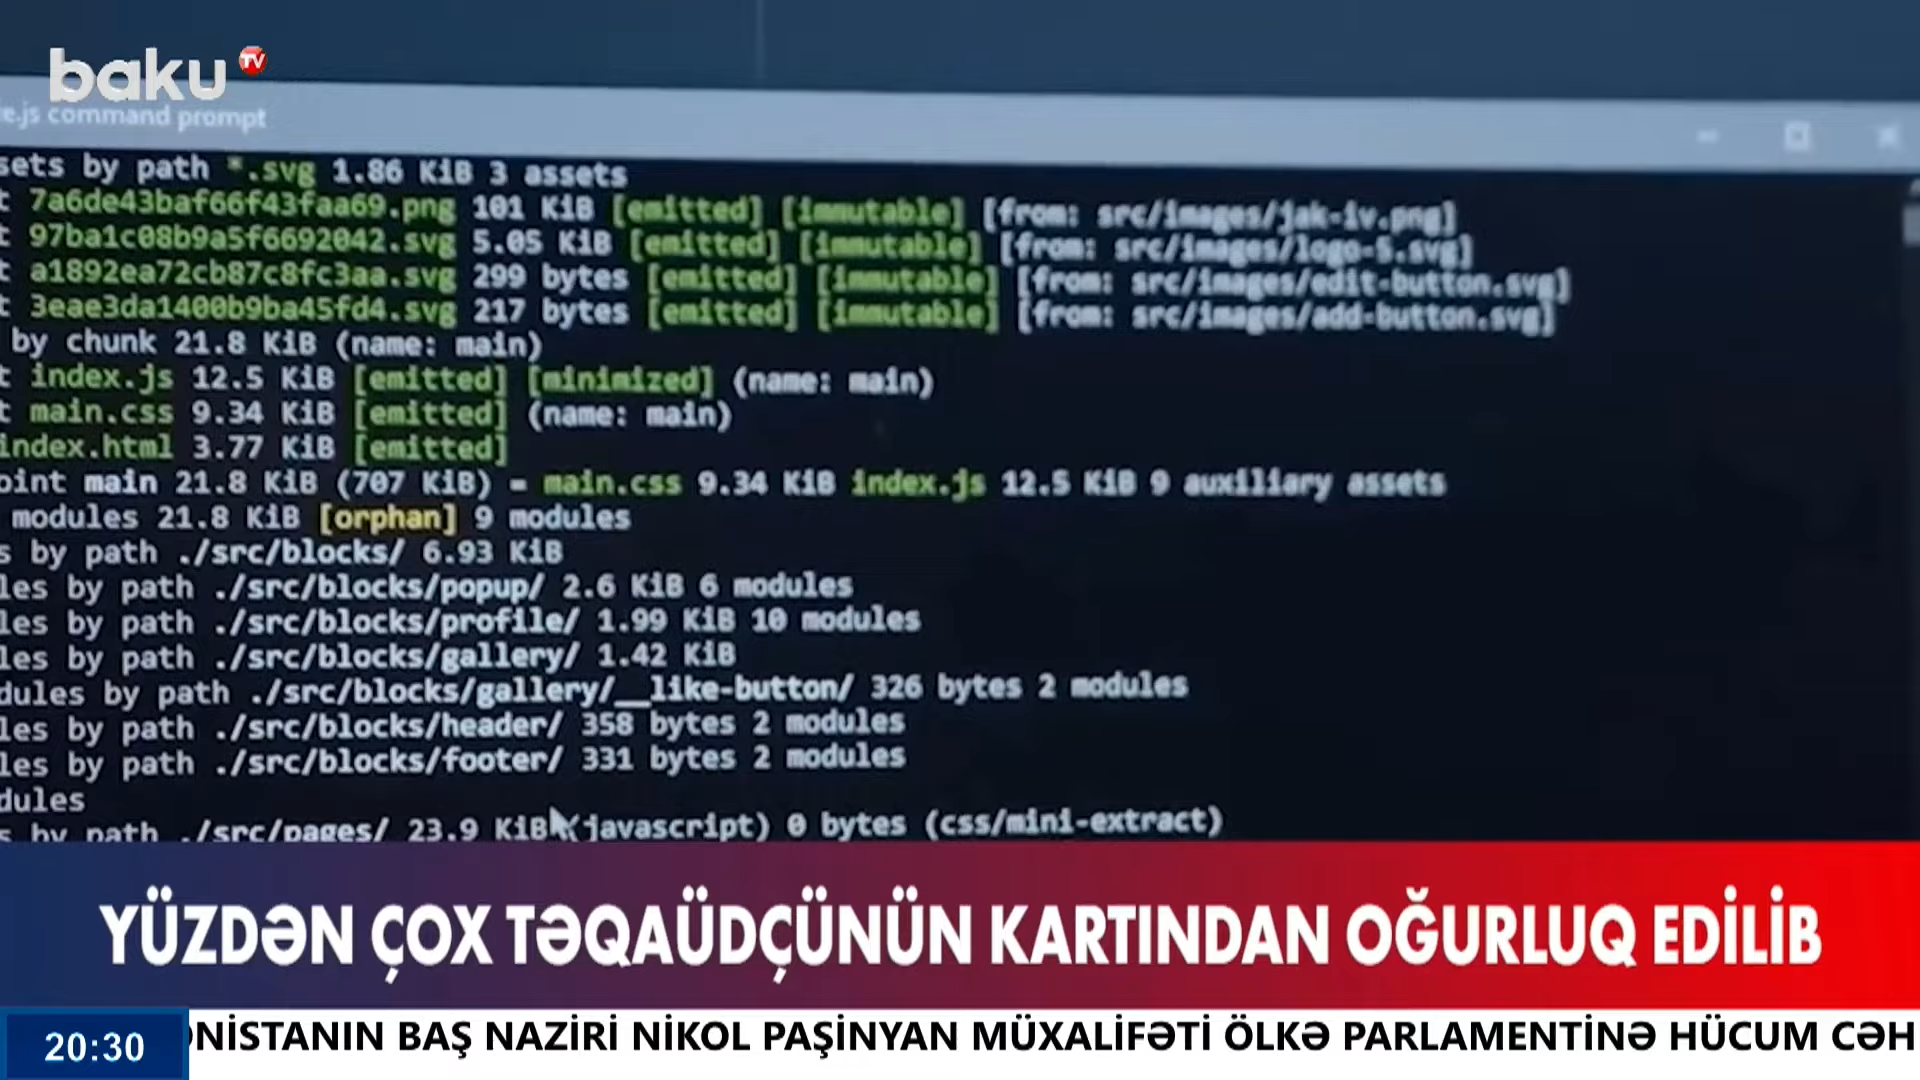 baku TV
e.js command prompt
sets by path *.svg 1.86 KiB 3 assets
t 7a6de43baf66f43faa69.png 101 KiB [emitted] [immutable] [from: src/images/jak-iv.png]
t 97ba1c08b9a5f6692042.svg 5.05 KiB [emitted] [immutable] [from: src/images/logo-5.svg]
t a1892ea72cb87c8fc3aa.svg 299 bytes [emitted] [immutable] [from: src/images/edit-button.svg]
t 3eae3da1400b9ba45fd4.svg 217 bytes [emitted] [immutable] [from: src/images/add-button.svg]
by chunk 21.8 KiB (name: main)
t index.js 12.5 KiB [emitted] [minimized] (name: main)
t main.css 9.34 KiB [emitted] (name: main)
index.html 3.77 KiB [emitted]
oint main 21.8 KiB (707 KiB) = main.css 9.34 KiB index.js 12.5 KiB 9 auxiliary assets
modules 21.8 KiB [orphan] 9 modules
s by path ./src/blocks/ 6.93 KiB
les by path ./src/blocks/popup/ 2.6 KiB 6 modules
les by path ./src/blocks/profile/ 1.99 KiB 10 modules
les by path ./src/blocks/gallery/ 1.42 KiB
dules by path ./src/blocks/gallery/__like-button/ 326 bytes 2 modules
les by path ./src/blocks/header/ 358 bytes 2 modules
les by path ./src/blocks/footer/ 331 bytes 2 modules
dules
s by path ./src/pages/ 23.9 KiB (javascript) 0 bytes (css/mini-extract)
YÜZDƏN ÇOX TƏQAÜDÇÜNÜN KARTINDAN OĞURLUQ EDİLİB
20:30 ƏNİSTANIN BAŞ NAZİRİ NİKOL PAŞİNYAN MÜXALİFƏTİ ÖLKƏ PARLAMENTİNƏ HÜCUM CƏH